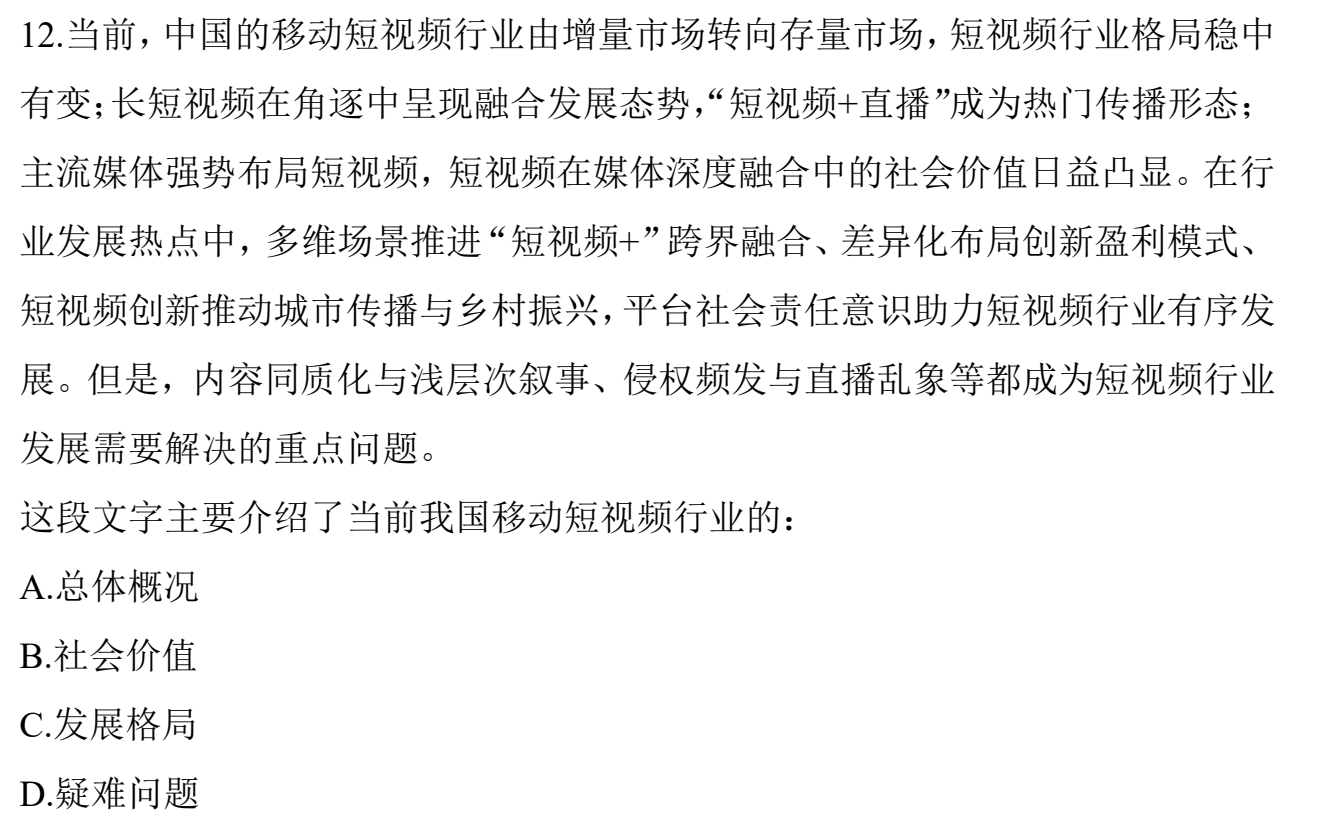 12.当前，中国的移动短视频行业由增量市场转向存量市场，短视频行业格局稳中
有变；长短视频在角逐中呈现融合发展态势，“短视频+直播”成为热门传播形态；
主流媒体强势布局短视频，短视频在媒体深度融合中的社会价值日益凸显。在行
业发展热点中，多维场景推进“短视频+”跨界融合、差异化布局创新盈利模式、
短视频创新推动城市传播与乡村振兴，平台社会责任意识助力短视频行业有序发
展。但是，内容同质化与浅层次叙事、侵权频发与直播乱象等都成为短视频行业
发展需要解决的重点问题。
这段文字主要介绍了当前我国移动短视频行业的：
A.总体概况
B.社会价值
C.发展格局
D.疑难问题